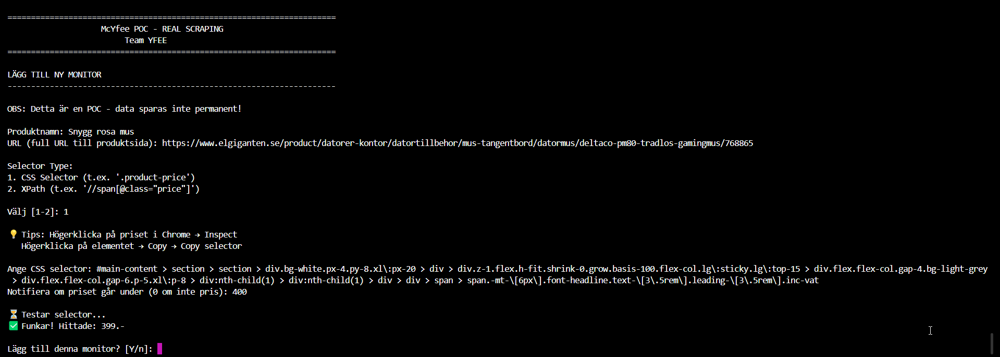 ======================================================================
McYfee POC - REAL SCRAPING
Team YFEE
======================================================================
LÄGG TILL NY MONITOR
----------------------------------------------------------------------
OBS: Detta är en POC - data sparas inte permanent!
Produktnamn: Snygg rosa mus
URL (full URL till produktsida): https://www.elgiganten.se/product/datorer-kontor/datortillbehor/mus-tangentbord/datormus/deltaco-pm80-tradlos-gamingmus/768865
Selector Type:
1. CSS Selector (t.ex. '.product-price')
2. XPath (t.ex. '//span[@class="price"]')
Välj [1-2]: 1
💡 Tips: Högerklicka på priset i Chrome → Inspect
Högerklicka på elementet → Copy → Copy selector
Ange CSS selector: #main-content > section > section > div.bg-white.px-4.py-8.xl\:px-20 > div > div.z-1.flex.h-fit.shrink-0.grow.basis-100.flex-col.lg\:sticky.lg\:top-15 > div.flex.flex-col.gap-4.bg-light-grey
> div.flex.flex-col.gap-6.p-5.xl\:p-8 > div:nth-child(1) > div:nth-child(1) > div > div > span > span.-mt-\[6px\].font-headline.text-\[3\.5rem\].leading-\[3\.5rem\].inc-vat
Notifiera om priset går under (0 om inte pris): 400
⏳ Testar selector...
✅ Funkar! Hittade: 399.-
Lägg till denna monitor? [Y/n]: